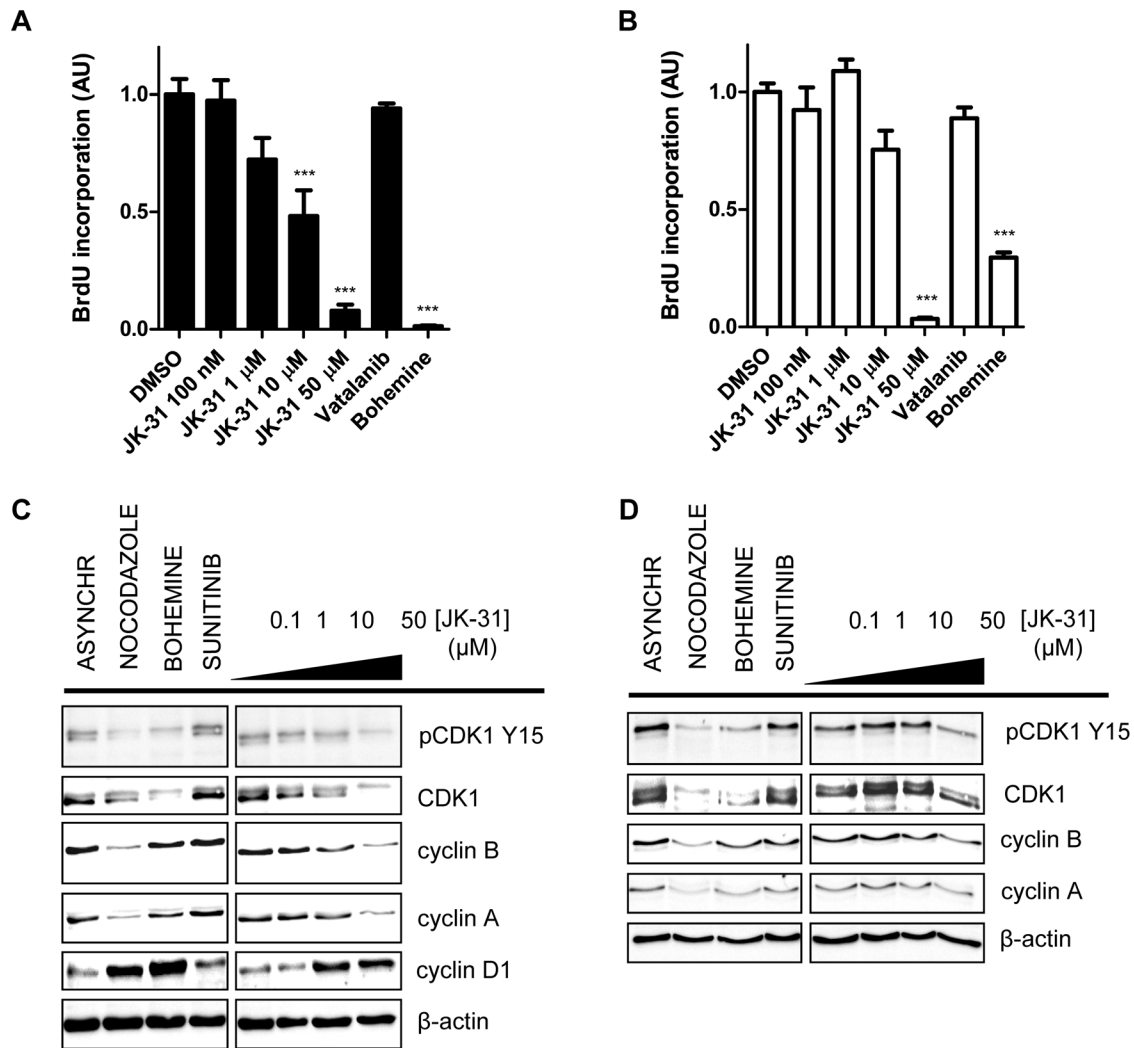 A
BrdU incorporation (AU)
1.0
0.5
0.0
DMSO
JK-31 100 nM
JK-31 1 μM
JK-31 10 μM
JK-31 50 μM
Vatalanib
Bohemine
***
***
***
B
BrdU incorporation (AU)
1.0
0.5
0.0
DMSO
JK-31 100 nM
JK-31 1 μM
JK-31 10 μM
JK-31 50 μM
Vatalanib
Bohemine
***
***
C
ASYNCHR
NOCODAZOLE
BOHEMINE
SUNITINIB
0.1 1 10 50 [JK-31]
(μM)
pCDK1 Y15
CDK1
cyclin B
cyclin A
cyclin D1
β-actin
D
ASYNCHR
NOCODAZOLE
BOHEMINE
SUNITINIB
0.1 1 10 50 [JK-31]
(μM)
pCDK1 Y15
CDK1
cyclin B
cyclin A
β-actin